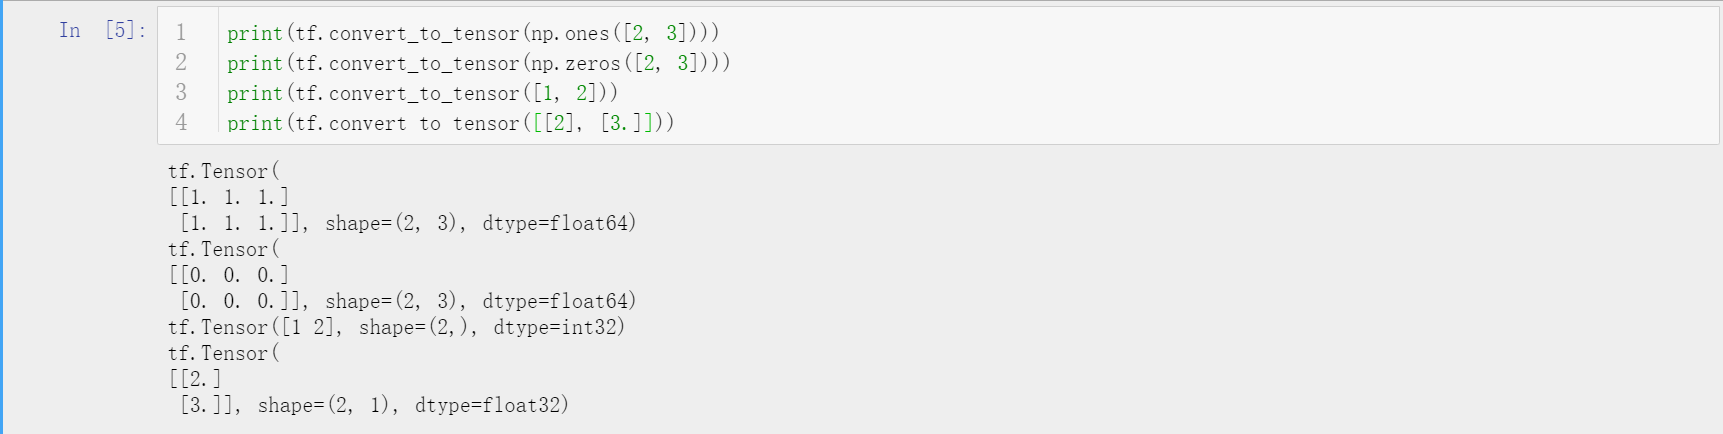 In [5]:
1 print(tf.convert_to_tensor(np.ones([2, 3])))
2 print(tf.convert_to_tensor(np.zeros([2, 3])))
3 print(tf.convert_to_tensor([1, 2]))
4 print(tf.convert to tensor([[2], [3.]]))
tf.Tensor(
[[1. 1. 1.]
 [1. 1. 1.]], shape=(2, 3), dtype=float64)
tf.Tensor(
[[0. 0. 0.]
 [0. 0. 0.]], shape=(2, 3), dtype=float64)
tf.Tensor([1 2], shape=(2,), dtype=int32)
tf.Tensor(
[[2.]
 [3.]], shape=(2, 1), dtype=float32)